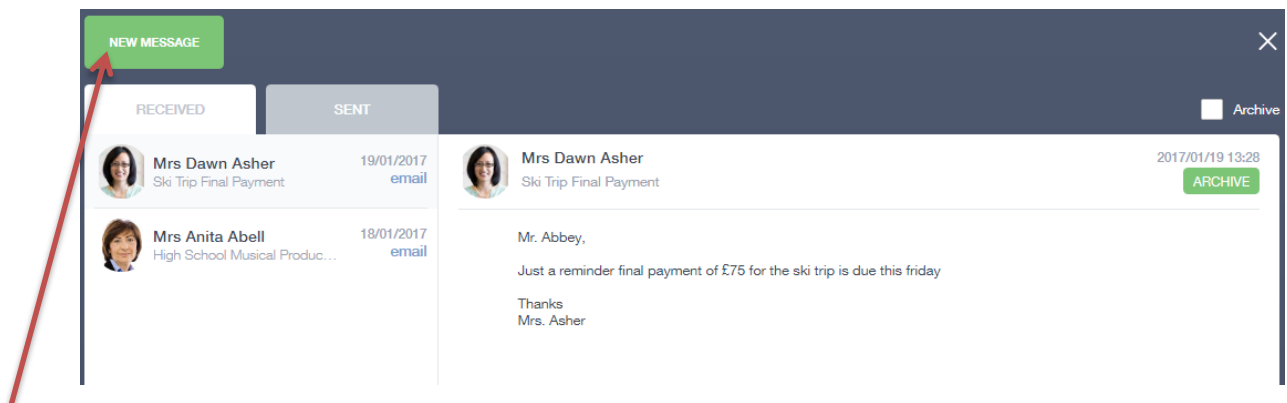 NEW MESSAGE
RECEIVED
SENT
Archive
Mrs Dawn Asher
19/01/2017
Ski Trip Final Payment
email
Mrs Anita Abell
18/01/2017
High School Musical Produc...
email
Mrs Dawn Asher
2017/01/19 13:28
Ski Trip Final Payment
ARCHIVE
Mr. Abbey,
Just a reminder final payment of £75 for the ski trip is due this friday
Thanks
Mrs. Asher